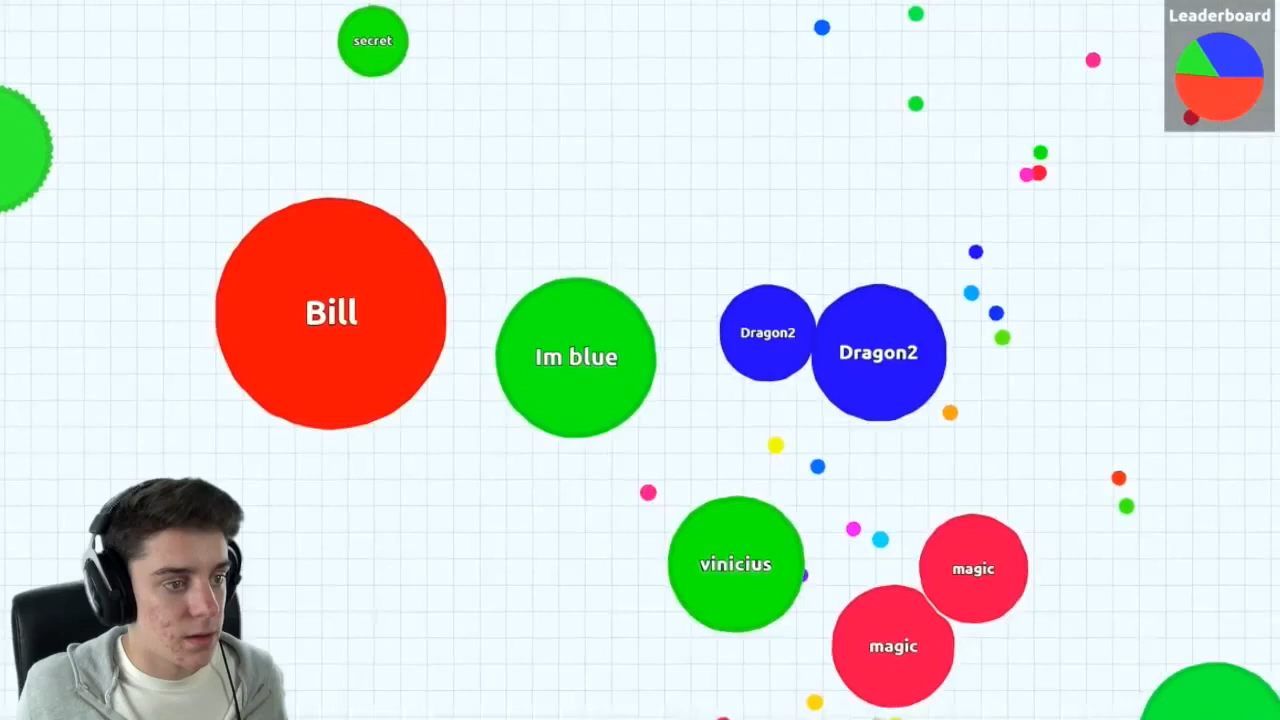 Leaderboard
secret
Bill
Im blue
Dragon2
Dragon2
vinicius
magic
magic